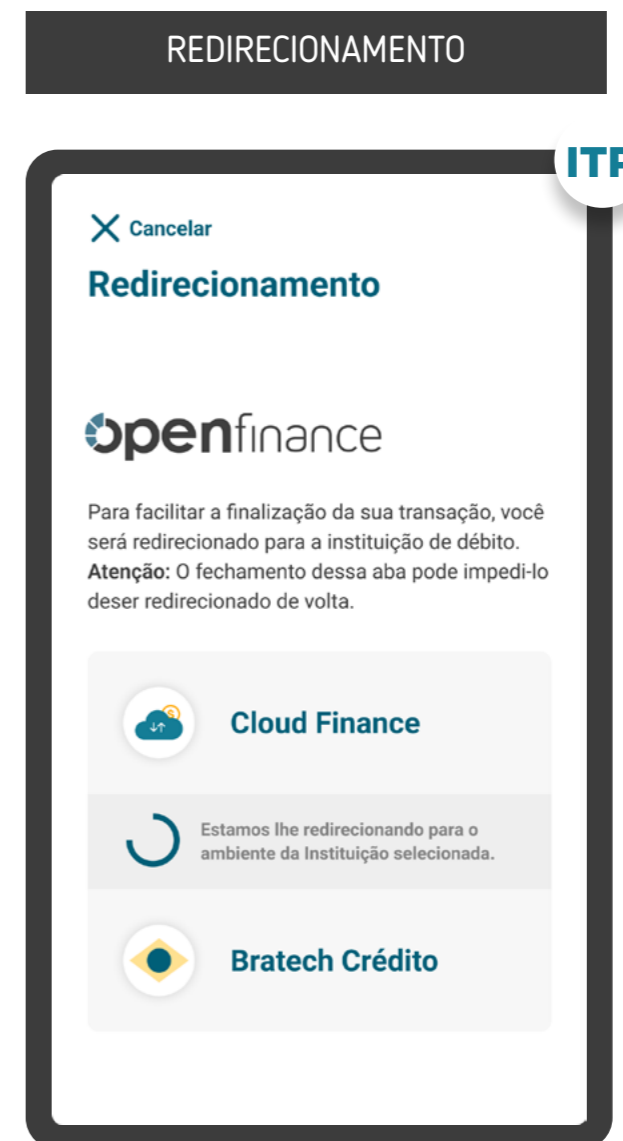 REDIRECIONAMENTO
Cancelar
Redirecionamento
openfinance
Para facilitar a finalização da sua transação, você
será redirecionado para a instituição de débito.
Atenção: O fechamento dessa aba pode impedi-lo
deser redirecionado de volta.
Cloud Finance
Estamos lhe redirecionando para o
ambiente da Instituição selecionada.
Bratech Crédito